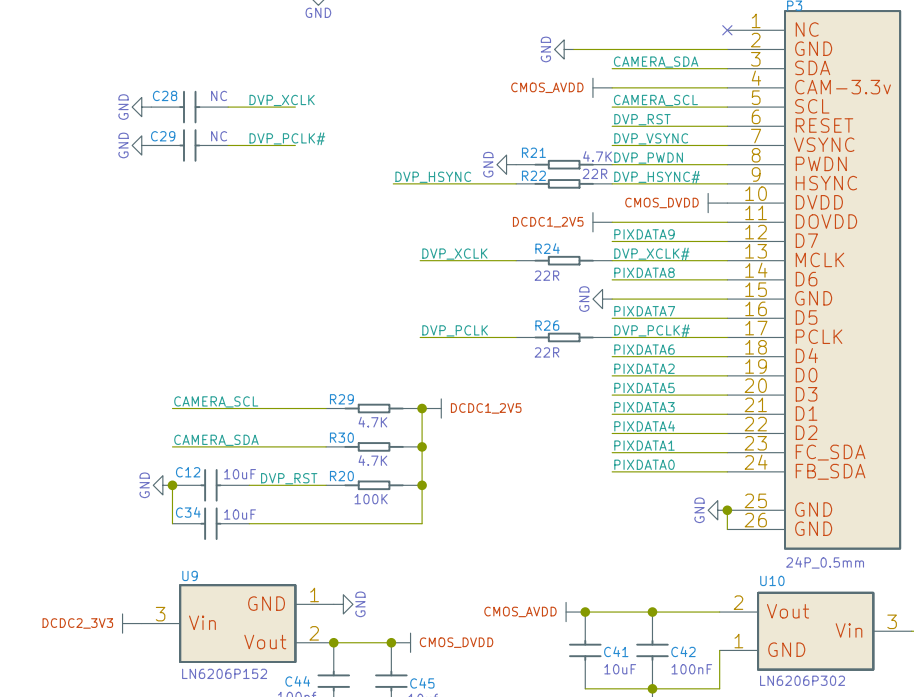 GND
P3
1 NC
GND 2 GND
CAMERA_SDA 3 SDA
CMOS_AVDD 4 CAM-3.3v
CAMERA_SCL 5 SCL
DVP_RST 6 RESET
DVP_VSYNC 7 VSYNC
GND R21 4.7K DVP_PWDN 8 PWDN
DVP_HSYNC R22 22R DVP_HSYNC# 9 HSYNC
CMOS_DVDD 10 DVDD
DCDC1_2V5 11 DOVDD
PIXDATA9 12 D7
DVP_XCLK R24 22R DVP_XCLK# 13 MCLK
PIXDATA8 14 D6
GND 15 GND
PIXDATA7 16 D5
DVP_PCLK R26 22R DVP_PCLK# 17 PCLK
PIXDATA6 18 D4
PIXDATA2 19 D0
PIXDATA5 20 D3
PIXDATA3 21 D1
PIXDATA4 22 D2
PIXDATA1 23 FC_SDA
PIXDATA0 24 FB_SDA
GND 25 GND
26 GND
24P_0.5mm
GND C28 NC DVP_XCLK
GND C29 NC DVP_PCLK#
CAMERA_SCL R29 4.7K DCDC1_2V5
CAMERA_SDA R30 4.7K
GND C12 10uF DVP_RST R20 100K
C34 10uF
U9
GND 1 GND
DCDC2_3V3 3 Vin
Vout 2 CMOS_DVDD
LN6206P152
C44 C45
U10
CMOS_AVDD 2 Vout
Vin 3
1 GND
C41 10uF C42 100nF
LN6206P302